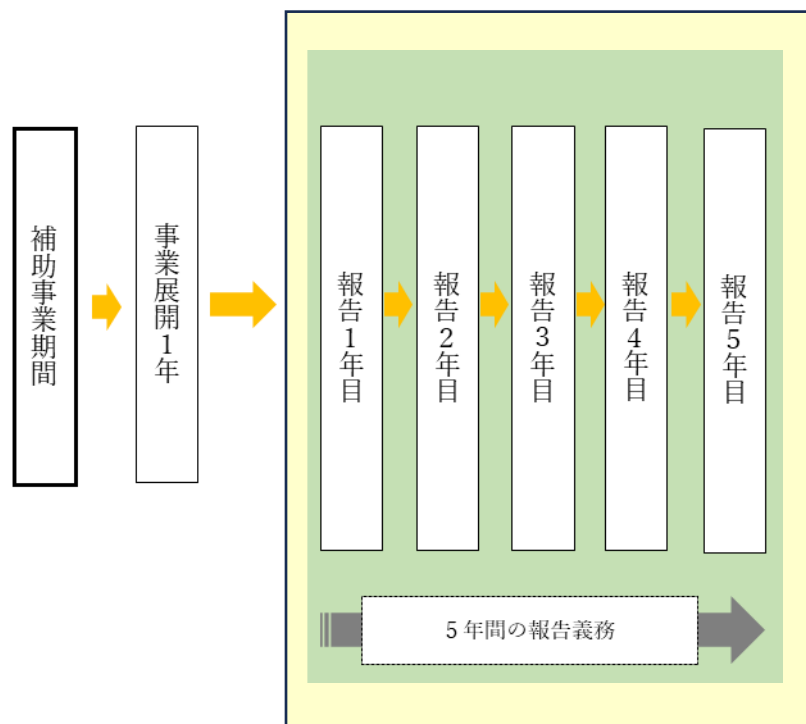 補助事業期間
事業展開1年
報告1年目
報告2年目
報告3年目
報告4年目
報告5年目
5年間の報告義務